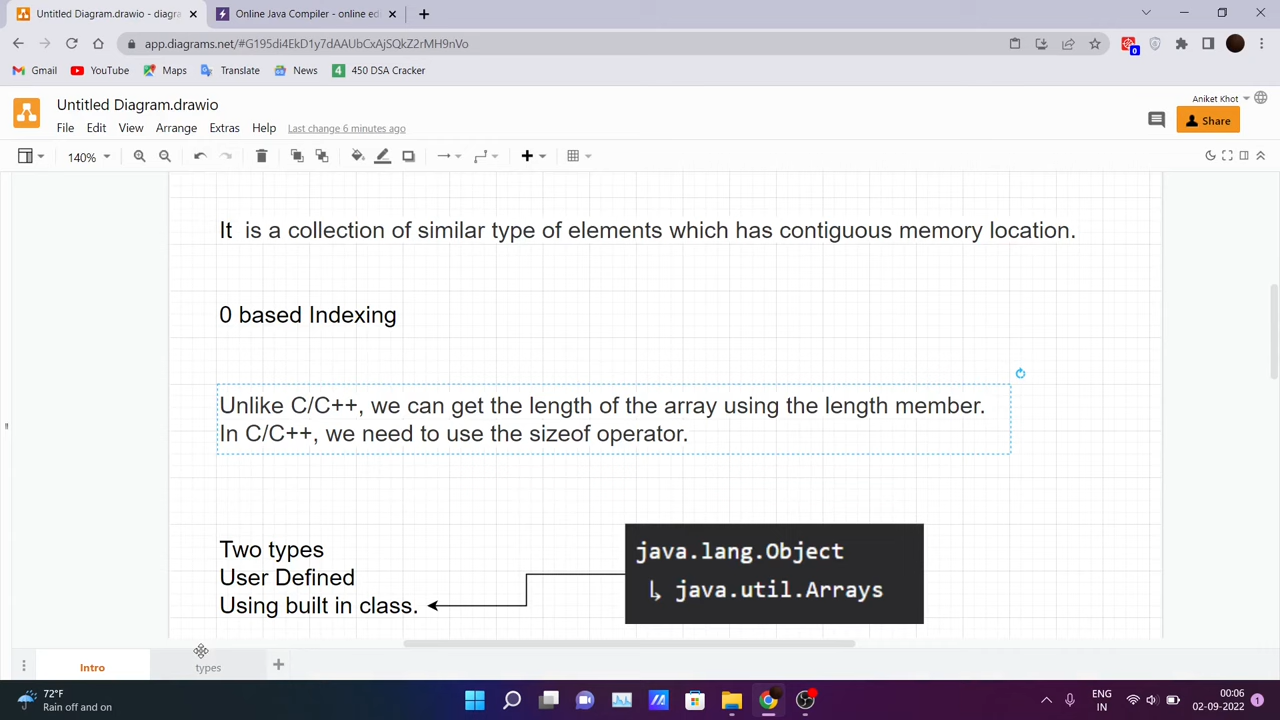 Untitled Diagram.drawio - diagra
Online Java Compiler - online edi
app.diagrams.net/#G195di4EkD1y7dAAUbCxAjSQkZ2rMH9nVo
0
Gmail
YouTube
Maps
Translate
News
4 450 DSA Cracker
Untitled Diagram.drawio
Aniket Khot
File Edit View Arrange Extras Help Last change 6 minutes ago
Share
140%
It is a collection of similar type of elements which has contiguous memory location.
0 based Indexing
Unlike C/C++, we can get the length of the array using the length member.
In C/C++, we need to use the sizeof operator.
Two types
User Defined
Using built in class.
java.lang.Object
↳ java.util.Arrays
Intro
types
72°F
Rain off and on
ENG
IN
00:06
02-09-2022
1